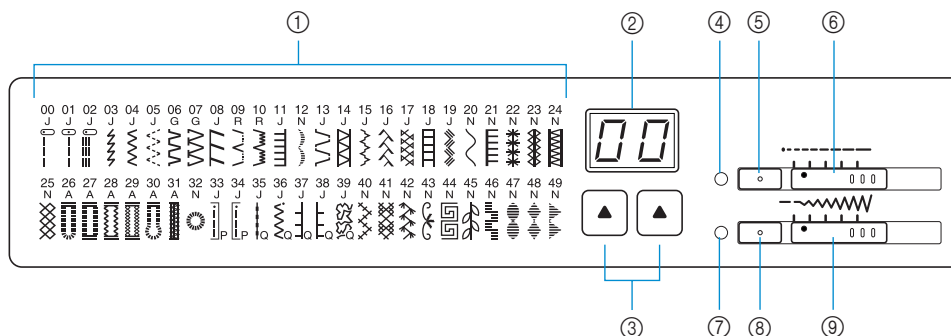 ① ② ④ ⑤ ⑥
00 01 02 03 04 05 06 07 08 09 10 11 12 13 14 15 16 17 18 19 20 21 22 23 24
J J J J J J G G J R R J N J J J J J J J N N N N N
00
25 26 27 28 29 30 31 32 33 34 35 36 37 38 39 40 41 42 43 44 45 46 47 48 49
N A A A A A A N J J J J J J J N N N N N N N N N N
P P Q Q Q Q Q
③ ⑦ ⑧ ⑨